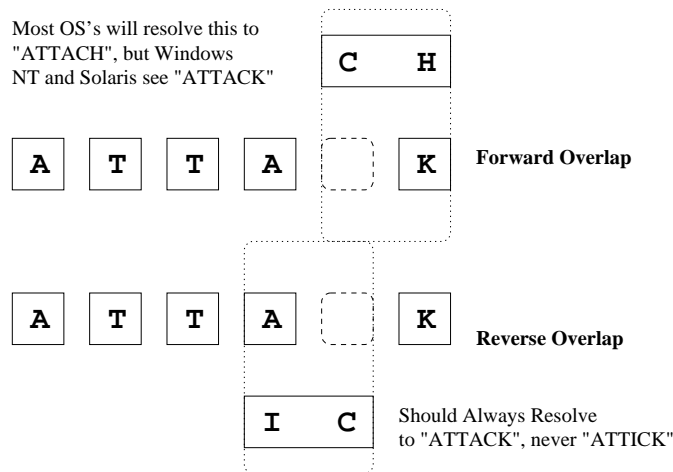 Most OS's will resolve this to
"ATTACH", but Windows
NT and Solaris see "ATTACK"
C H
A T T A K
Forward Overlap
A T T A K
Reverse Overlap
I C
Should Always Resolve
to "ATTACK", never "ATTICK"